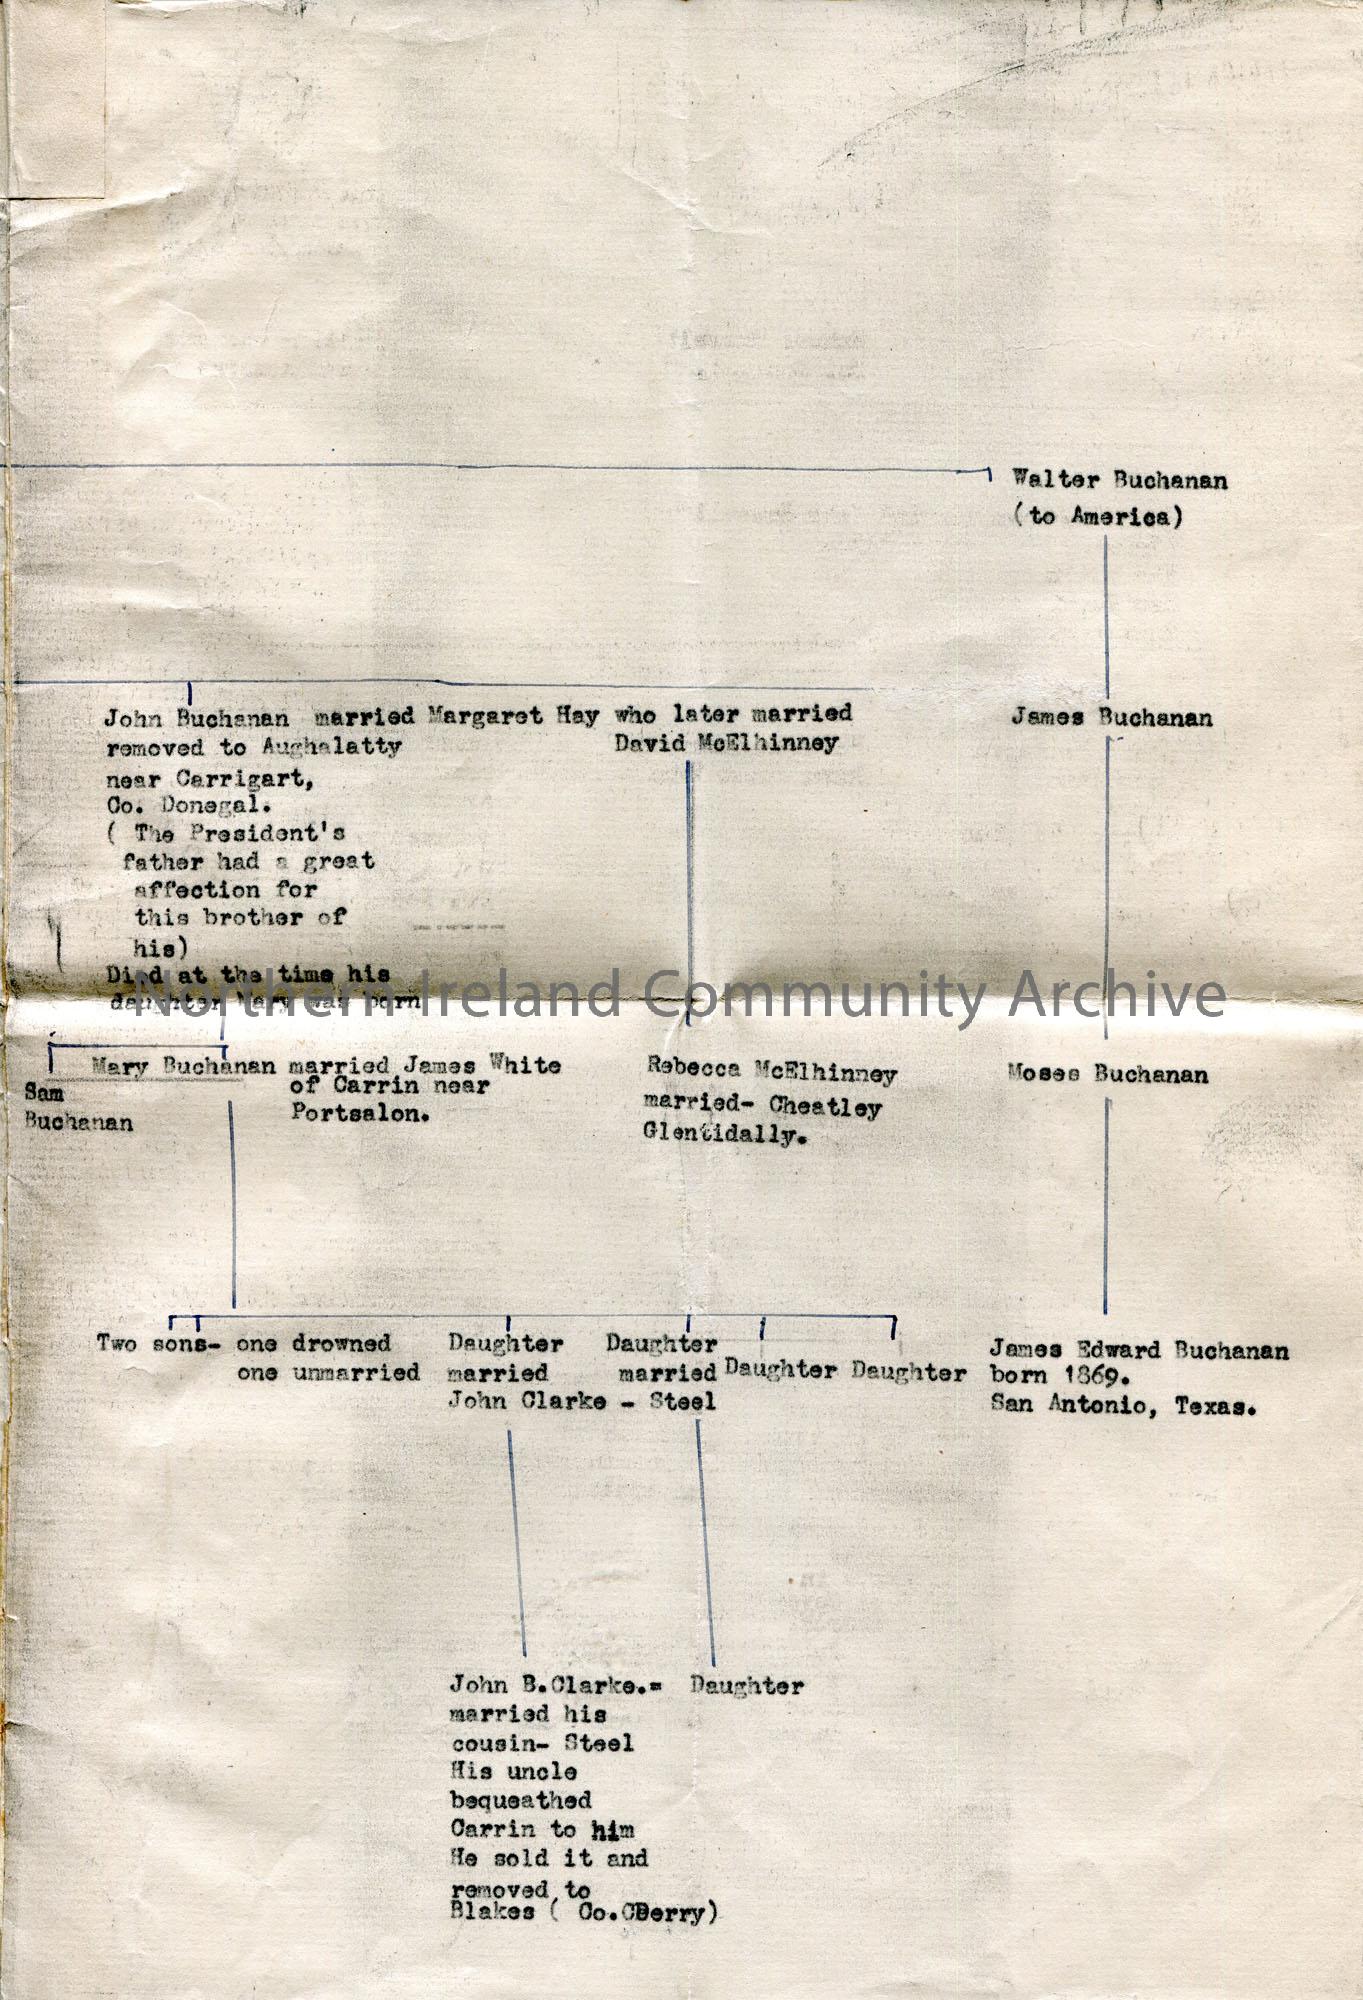 Walter Buchanan
(to America)
John Buchanan married Margaret Hay who later married
David McElhinney
removed to Aughalatty
near Carrigart,
Co. Donegal.
( The President's
father had a great
affection for
this brother of
his)
Died at the time his
daughter Mary was born
James Buchanan
Northern Ireland Community Archive
Sam
Buchanan
Mary Buchanan married James White
of Carrin near
Portsalon.
Rebecca McElhinney
married- Cheatley
Glentidally.
Moses Buchanan
Two sons- one drowned
one unmarried
Daughter
married
John Clarke
Daughter
married
- Steel
Daughter
Daughter
James Edward Buchanan
born 1869.
San Antonio, Texas.
John B.Clarke.= Daughter
married his
cousin- Steel
His uncle
bequeathed
Carrin to him
He sold it and
removed to
Blakes ( Co. Derry)